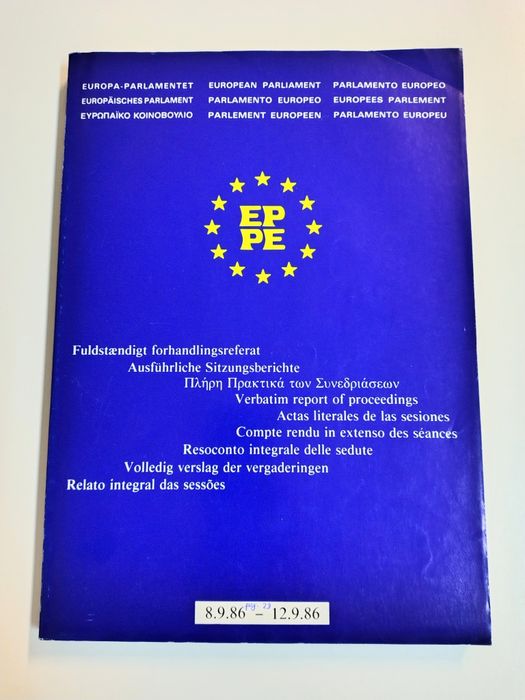 EUROPA-PARLAMENTET EUROPEAN PARLIAMENT PARLAMENTO EUROPEO
EUROPÄISCHES PARLAMENT PARLAMENTO EUROPEO EUROPEES PARLEMENT
ΕΥΡΩΠΑΪΚΟ ΚΟΙΝΟΒΟΥΛΙΟ PARLEMENT EUROPEEN PARLAMENTO EUROPEU
EP
PE
Fuldstændigt forhandlingsreferat
Ausführliche Sitzungsberichte
Πλήρη Πρακτικά των Συνεδριάσεων
Verbatim report of proceedings
Actas literales de las sesiones
Compte rendu in extenso des séances
Resoconto integrale delle sedute
Volledig verslag der vergaderingen
Relato integral das sessões
pag. 23
8.9.86 – 12.9.86